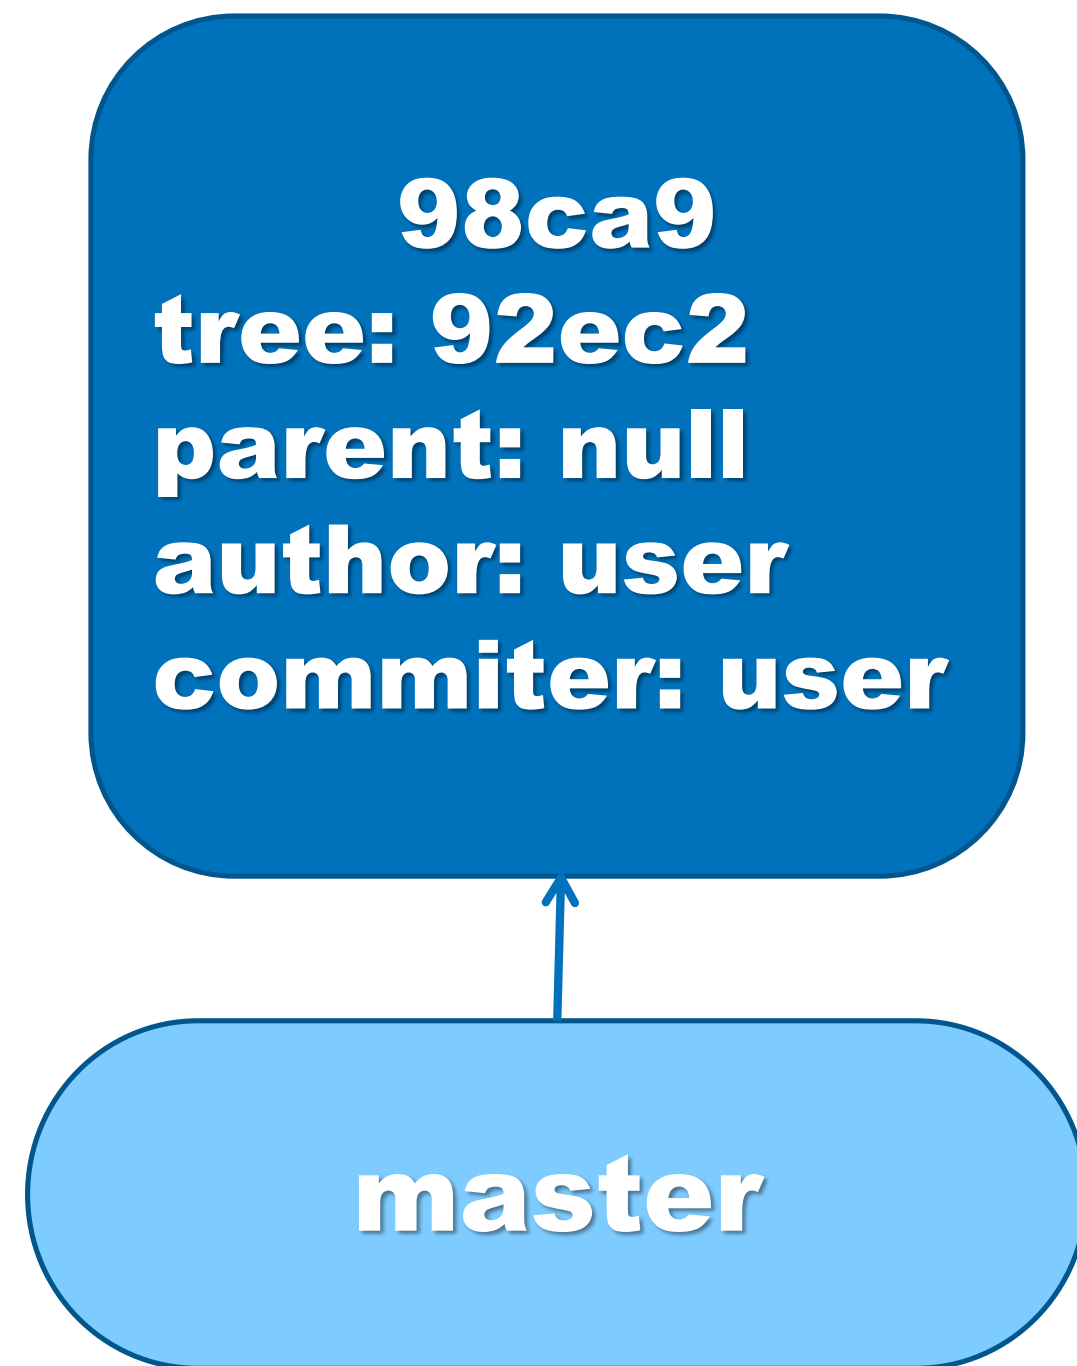 98ca9
tree: 92ec2
parent: null
author: user
commiter: user
master